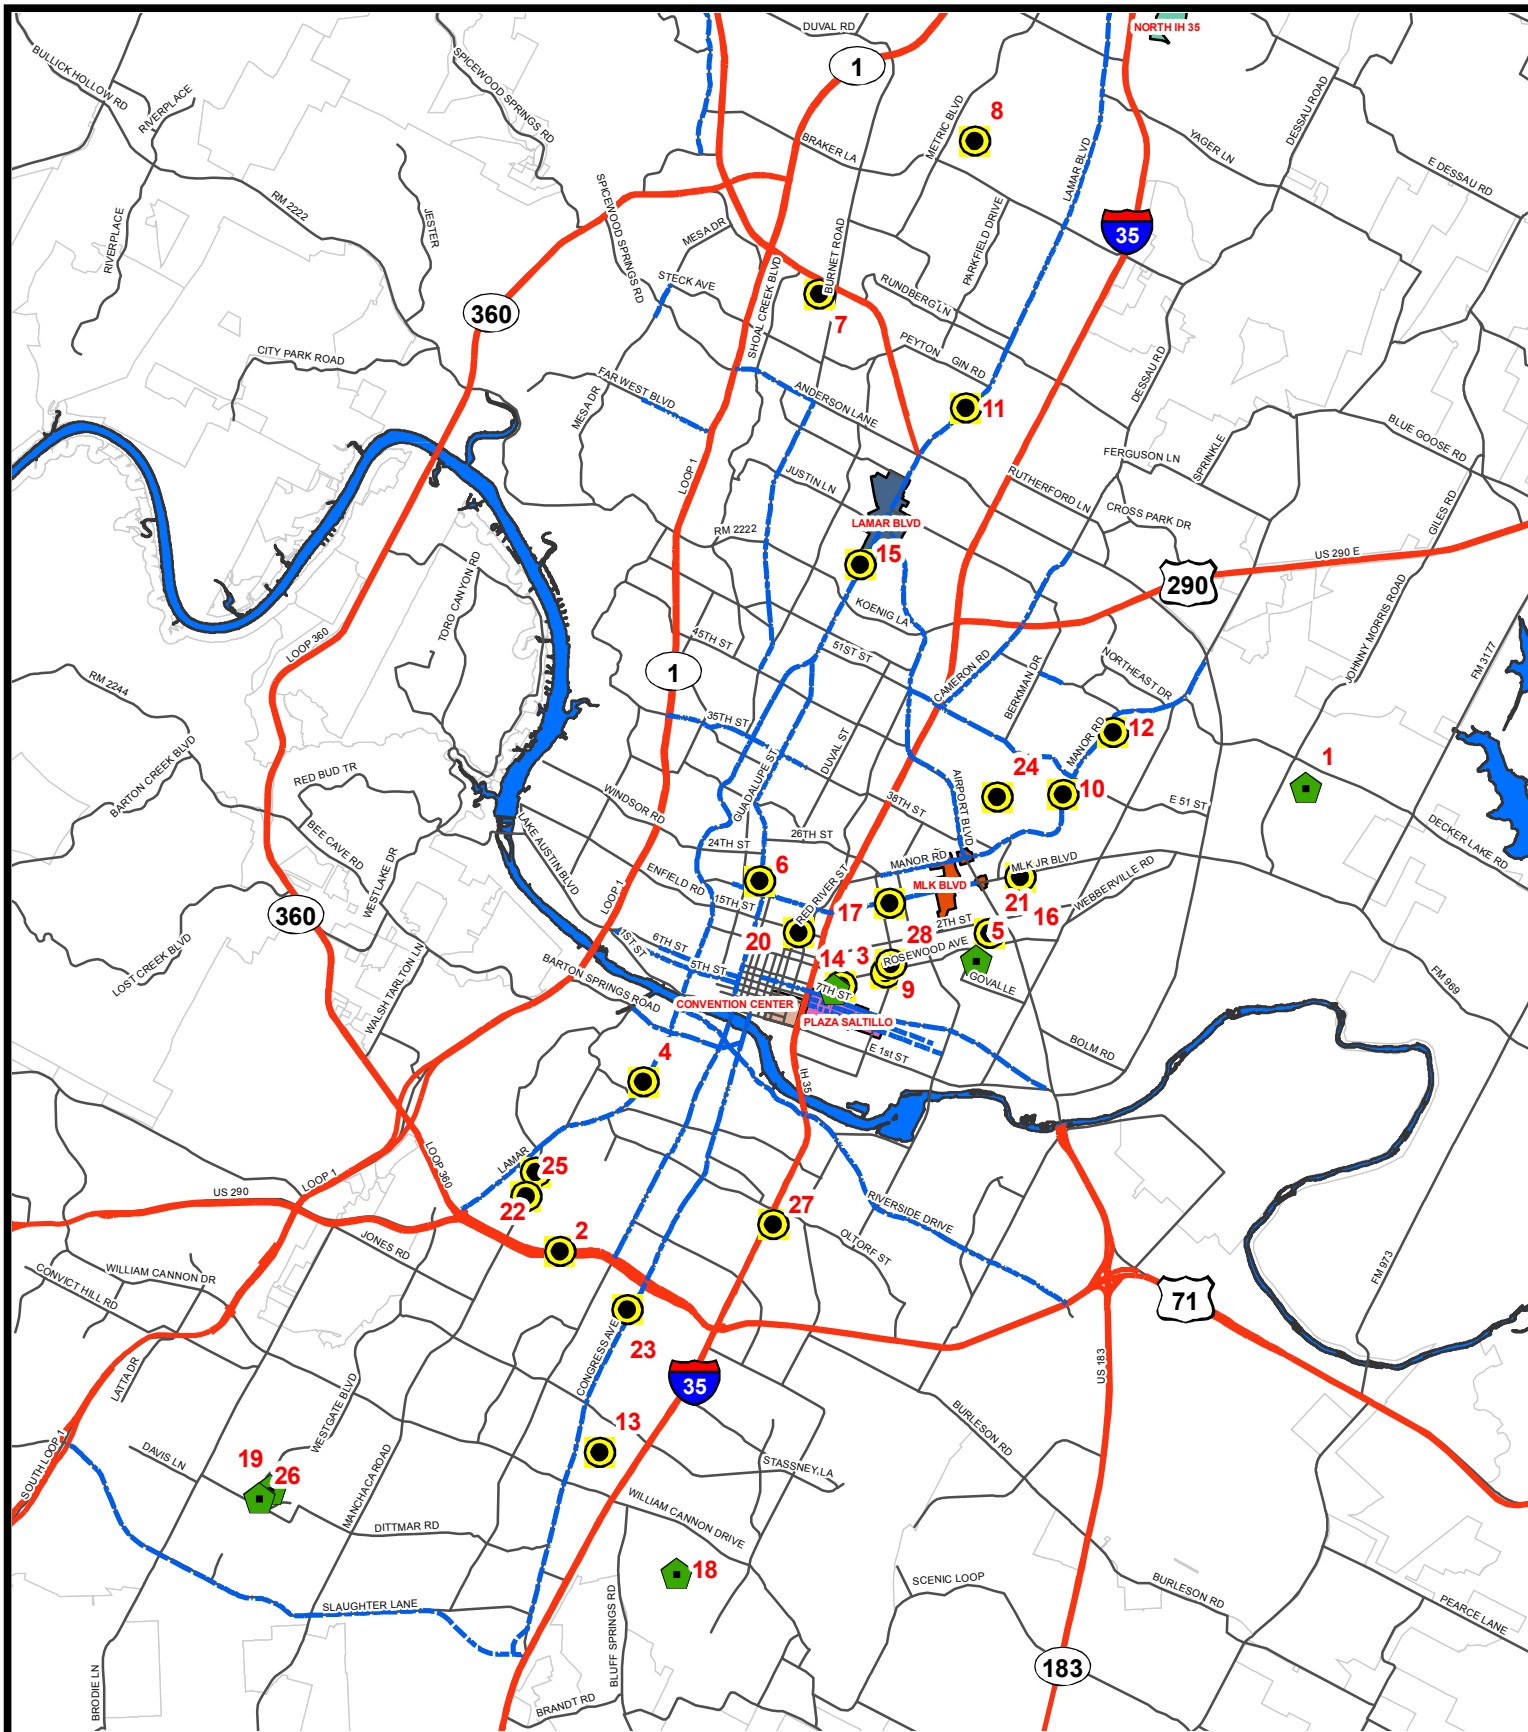 DUVAL RD
NORTH IH 35
BULLICK HOLLOW RD
RIVERPLACE
SPICEWOOD SPRINGS RD
1
METRIC BLVD
8
DESSAU ROAD
BRAKER LA
YAGER LN
E DESSAU RD
LAMAR BLVD
RM 2222
SPICEWOOD SPRINGS RD
RIVERPLACE
JESTER
MESA DR
PARKFIELD DRIVE
35
BURNET ROAD
STECK AVE
SHOAL CREEK BLVD
RUNDBERG LN
360
7
CITY PARK ROAD
PEYTON GIN RD
DESSAU RD
FAR WEST BLVD
MESA DR
ANDERSON LANE
11
BLUE GOOSE RD
FERGUSON LN
SPRINKLE
LOOP 1
JUSTIN LN
RUTHERFORD LN
CROSS PARK DR
GILES RD
RM 2222
LAMAR BLVD
15
US 290 E
290
TORO CANYON RD
KOENIG LA
JOHNNY MORRIS ROAD
LOOP 360
45TH ST
51ST ST
CAMERON RD
BERKMAN DR
NORTHEAST DR
FM 3177
RM 2244
1
35TH ST
DUVAL ST
MANOR RD
12
BARTON CREEK BLVD
RED BUD TR
GUADALUPE ST
24
1
WINDSOR RD
38TH ST
AIRPORT BLVD
10
E 51 ST
BEE CAVE RD
LAKE AUSTIN BLVD
24TH ST
26TH ST
DECKER LAKE RD
WESTLAKE DR
ENFIELD RD
6
MANOR RD
MLK JR BLVD
WEBBERVILLE RD
15TH ST
RED RIVER ST
MLK BLVD
LOOP 1
17
21
16
360
LOST CREEK BLVD
1ST ST
6TH ST
5TH ST
20
28
2TH ST
5
14
3
ROSEWOOD AVE
GOVALLE
WALSH TARLTON LN
BARTON SPRINGS ROAD
7TH ST
9
FM 969
CONVENTION CENTER
PLAZA SALTILLO
E 1st ST
BOLM RD
4
IH 35
LAMAR
LOOP 360
25
LOOP 1
US 290
22
27
RIVERSIDE DRIVE
2
OLTORF ST
JONES RD
WILLIAM CANNON DR
CONVICT HILL RD
FM 973
71
CONGRESS AVE
23
35
US 183
LATTA DR
WESTGATE BLVD
BURLESON RD
13
DAVIS LN
19
26
SOUTH LOOP 1
MANCHACA ROAD
STASSNEY LA
WILLIAM CANNON DRIVE
DITTMAR RD
18
SCENIC LOOP
BURLESON RD
PEARCE LANE
SLAUGHTER LANE
BLUFF SPRINGS RD
183
BRODIE LN
BRANDT RD